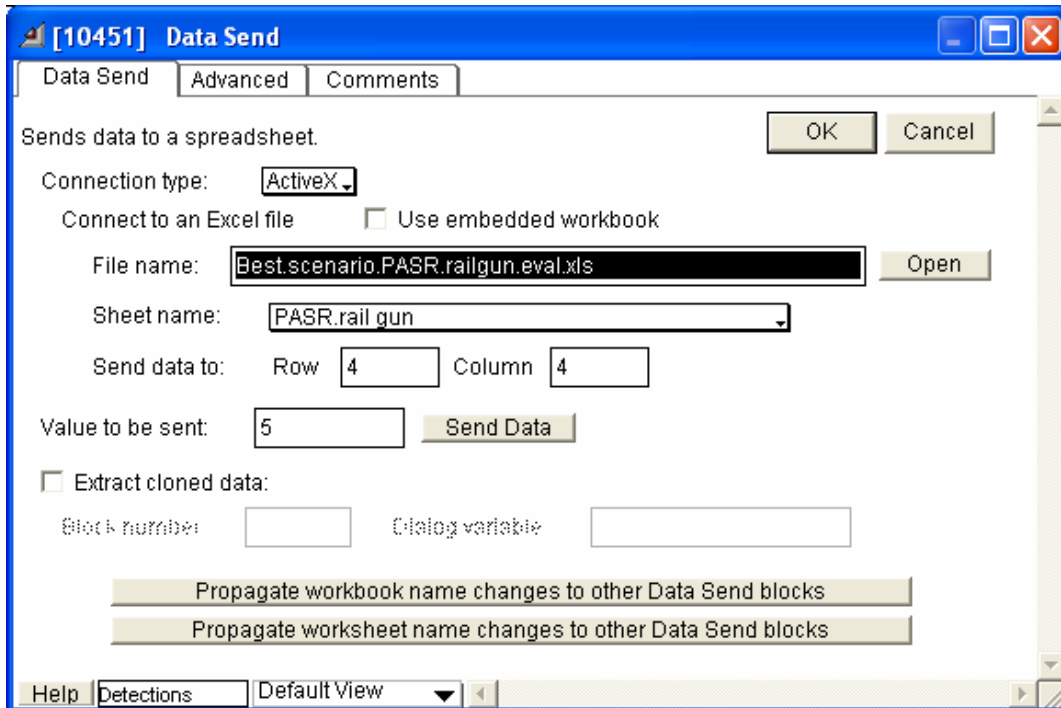 [10451] Data Send
Data Send Advanced Comments
Sends data to a spreadsheet.
OK Cancel
Connection type: ActiveX
Connect to an Excel file Use embedded workbook
File name: Best.scenario.PASR.railgun.eval.xls Open
Sheet name: PASR.rail gun
Send data to: Row 4 Column 4
Value to be sent: 5 Send Data
Extract cloned data:
Block number Dialog variable
Propagate workbook name changes to other Data Send blocks
Propagate worksheet name changes to other Data Send blocks
Help Detections Default View